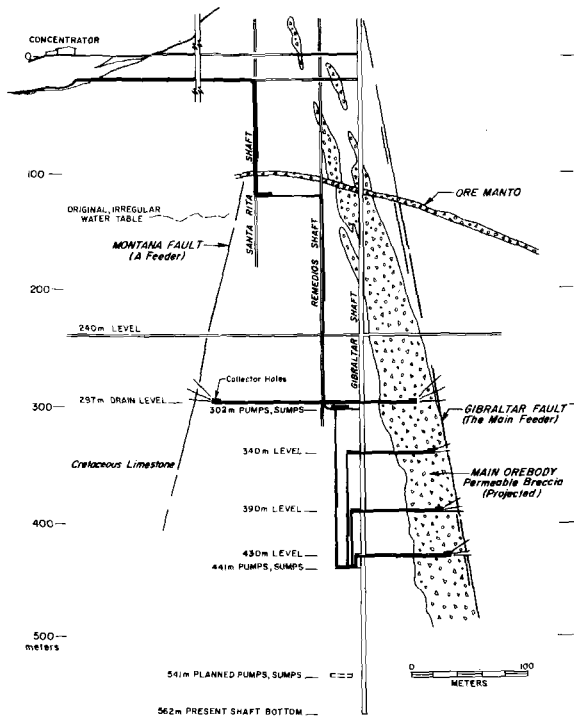 CONCENTRATOR
0
100
ORE MANTO
ORIGINAL, IRREGULAR
WATER TABLE
MONTANA FAULT
(A Feeder)
SANTA RITA SHAFT
REMEDIOS SHAFT
GIBRALTAR SHAFT
200
240m LEVEL
Collector Holes
297m DRAIN LEVEL
300
302m PUMPS, SUMPS
GIBRALTAR FAULT
(The Main Feeder)
340m LEVEL
Cretaceous Limestone
MAIN OREBODY
Permeable Breccia
(Projected)
390m LEVEL
400
430m LEVEL
441m PUMPS, SUMPS
500
meters
541m PLANNED PUMPS, SUMPS
0 100
METERS
562m PRESENT SHAFT BOTTOM